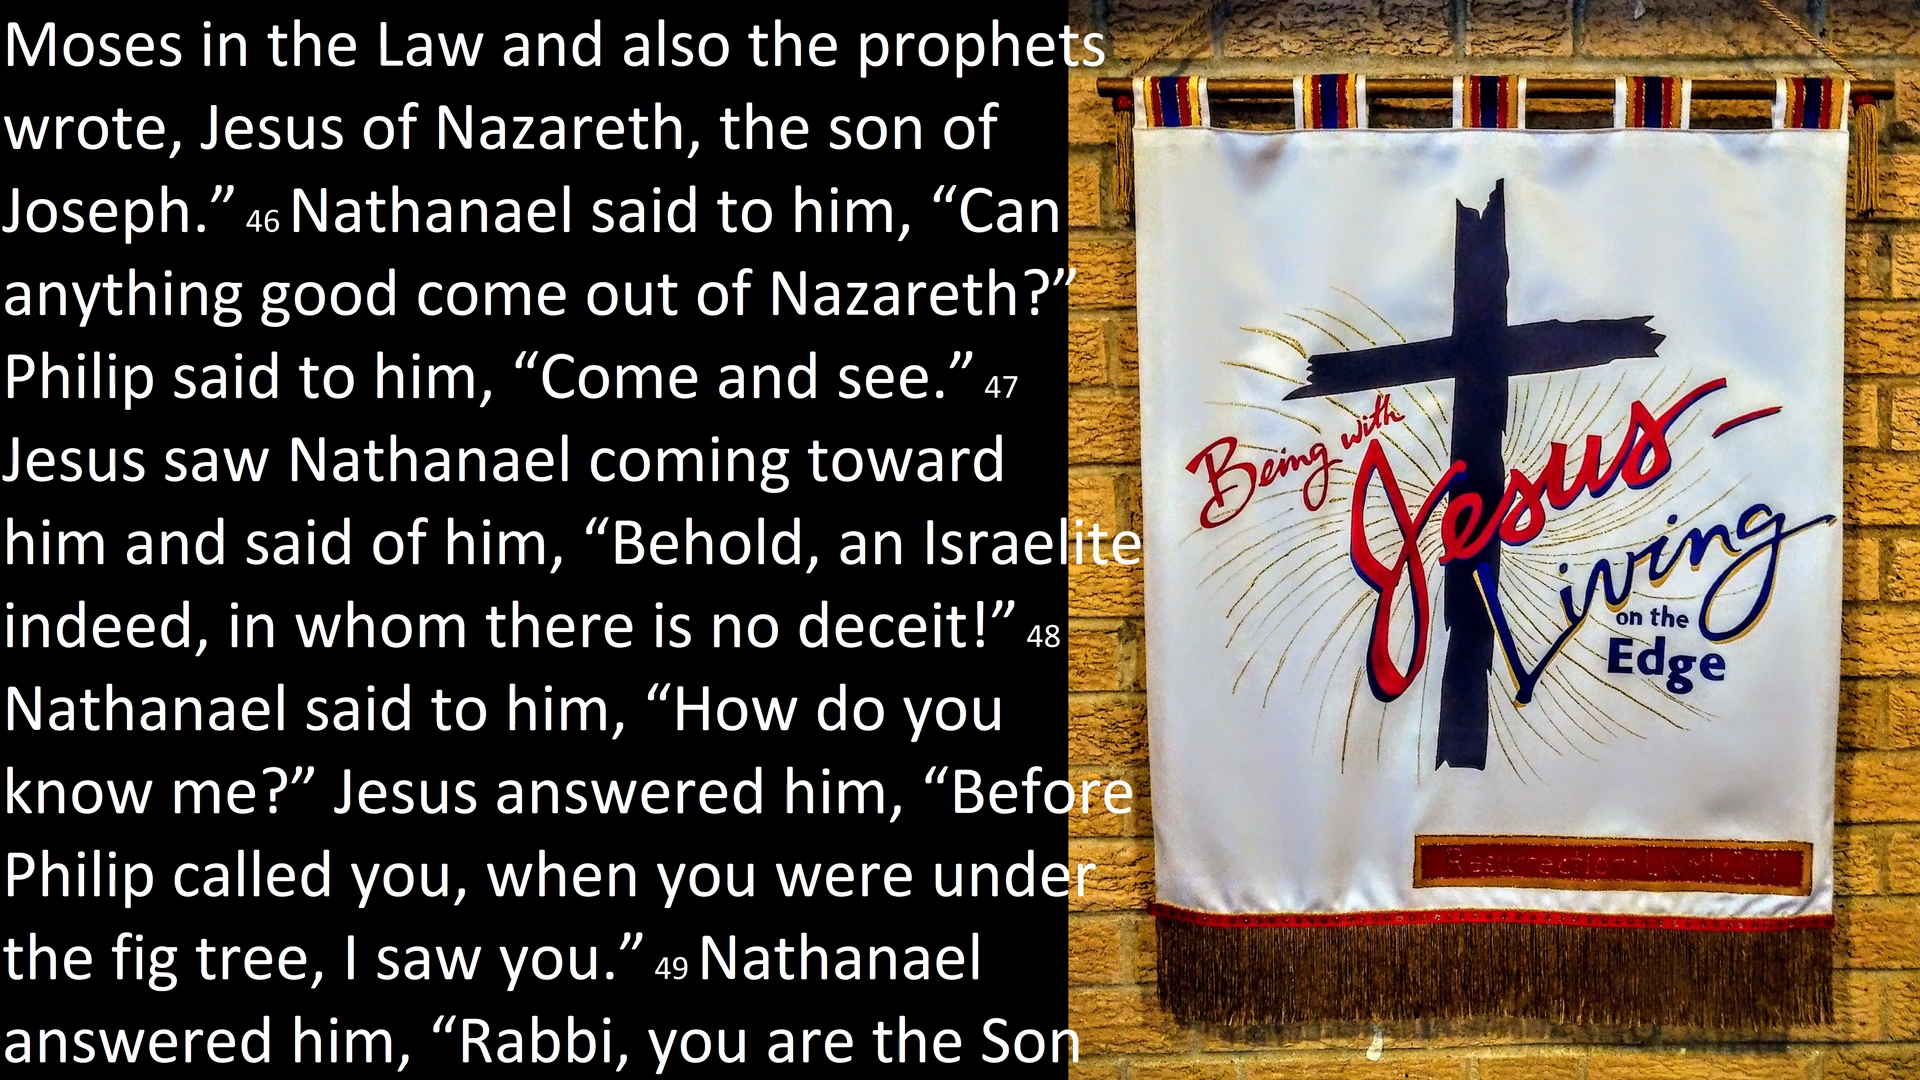 Moses in the Law and also the prophets
wrote, Jesus of Nazareth, the son of
Joseph.” 46 Nathanael said to him, “Can
anything good come out of Nazareth?”
Philip said to him, “Come and see.” 47
Jesus saw Nathanael coming toward
him and said of him, “Behold, an Israelite
indeed, in whom there is no deceit!” 48
Nathanael said to him, “How do you
know me?” Jesus answered him, “Before
Philip called you, when you were under
the fig tree, I saw you.” 49 Nathanael
answered him, “Rabbi, you are the Son
Being with
Jesus –
Living
on the
Edge
Resurrection